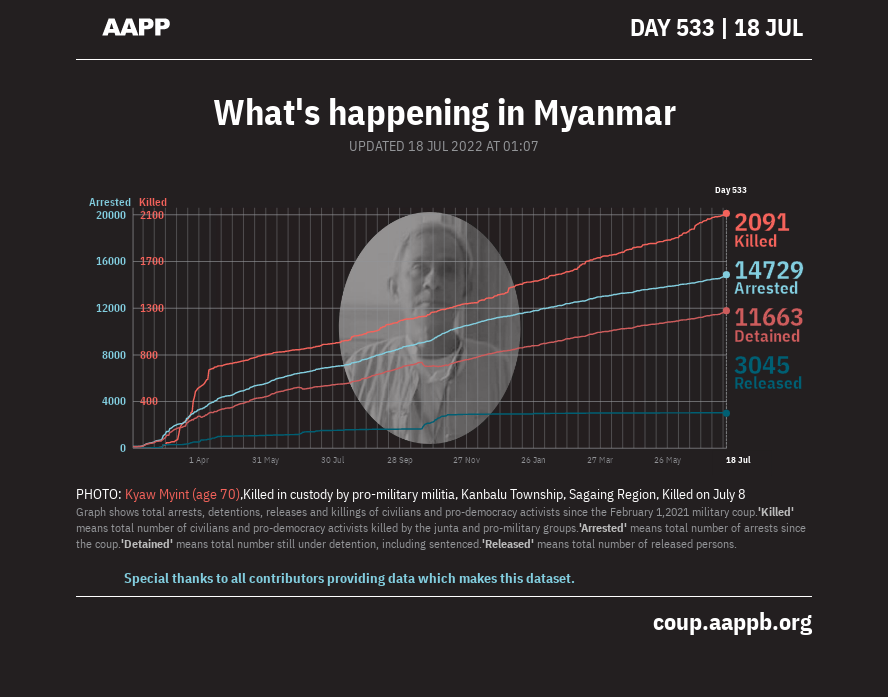 AAPP
DAY 533 | 18 JUL
What's happening in Myanmar
UPDATED 18 JUL 2022 AT 01:07
Day 533
Arrested Killed
20000 2100
16000 1700
12000 1300
8000 800
4000 400
0
2091
Killed
14729
Arrested
11663
Detained
3045
Released
1 Apr 31 May 30 Jul 28 Sep 27 Nov 26 Jan 27 Mar 26 May 18 Jul
PHOTO: Kyaw Myint (age 70),Killed in custody by pro-military militia, Kanbalu Township, Sagaing Region, Killed on July 8
Graph shows total arrests, detentions, releases and killings of civilians and pro-democracy activists since the February 1,2021 military coup.'Killed'
means total number of civilians and pro-democracy activists killed by the junta and pro-military groups.'Arrested' means total number of arrests since
the coup.'Detained' means total number still under detention, including sentenced.'Released' means total number of released persons.
Special thanks to all contributors providing data which makes this dataset.
coup.aappb.org